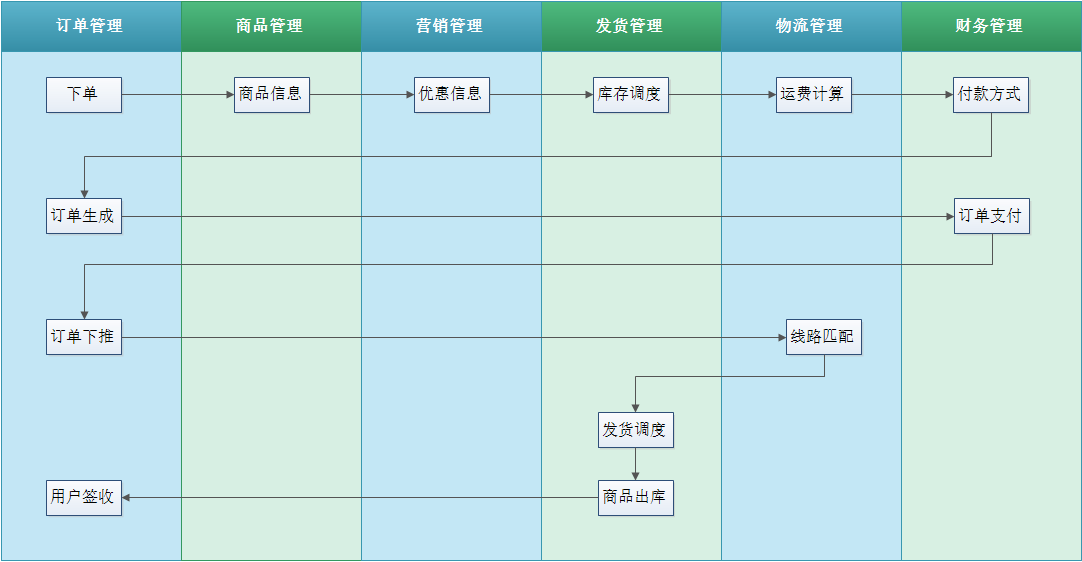 订单管理
商品管理
营销管理
发货管理
物流管理
财务管理
下单
商品信息
优惠信息
库存调度
运费计算
付款方式
订单生成
订单支付
订单下推
线路匹配
发货调度
用户签收
商品出库